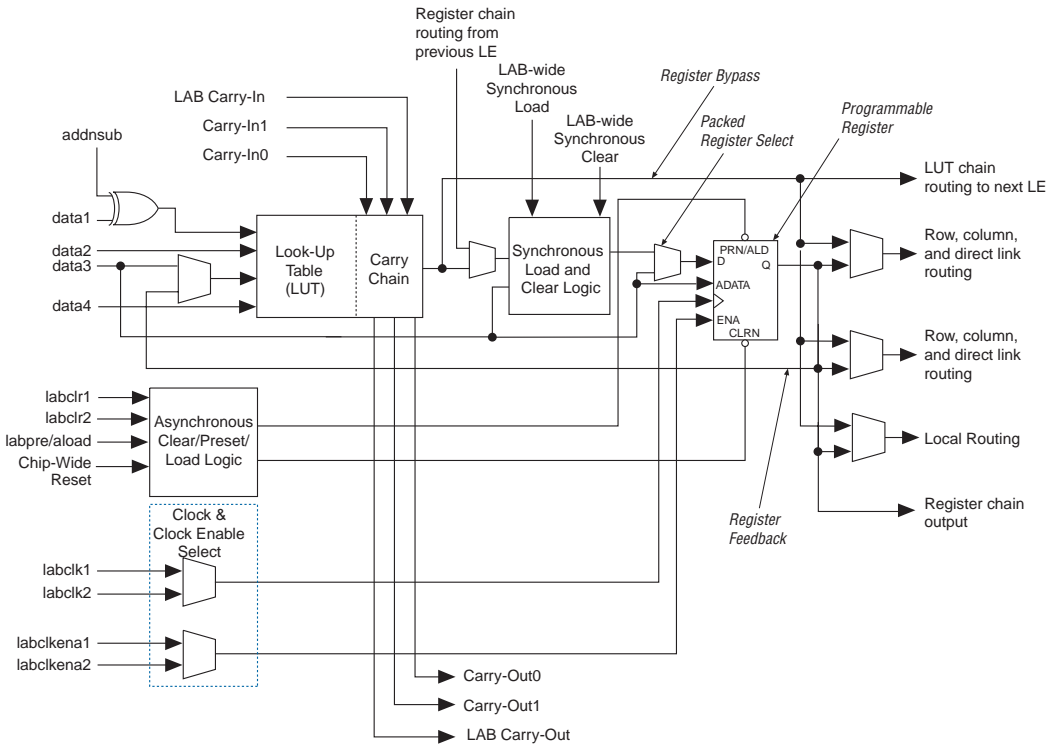 Register chain
routing from
previous LE
LAB-wide
Synchronous
Load
LAB-wide
Synchronous
Clear
Register Bypass
Packed
Register Select
Programmable
Register
LAB Carry-In
Carry-In1
Carry-In0
addnsub
data1
data2
data3
data4
Look-Up
Table
(LUT)
Carry
Chain
Synchronous
Load and
Clear Logic
PRN/ALD
D
Q
ADATA
ENA
CLRN
LUT chain
routing to next LE
Row, column,
and direct link
routing
Row, column,
and direct link
routing
Local Routing
Register chain
output
Register
Feedback
labclr1
labclr2
labpre/aload
Chip-Wide
Reset
Asynchronous
Clear/Preset/
Load Logic
Clock &
Clock Enable
Select
labclk1
labclk2
labclkena1
labclkena2
Carry-Out0
Carry-Out1
LAB Carry-Out